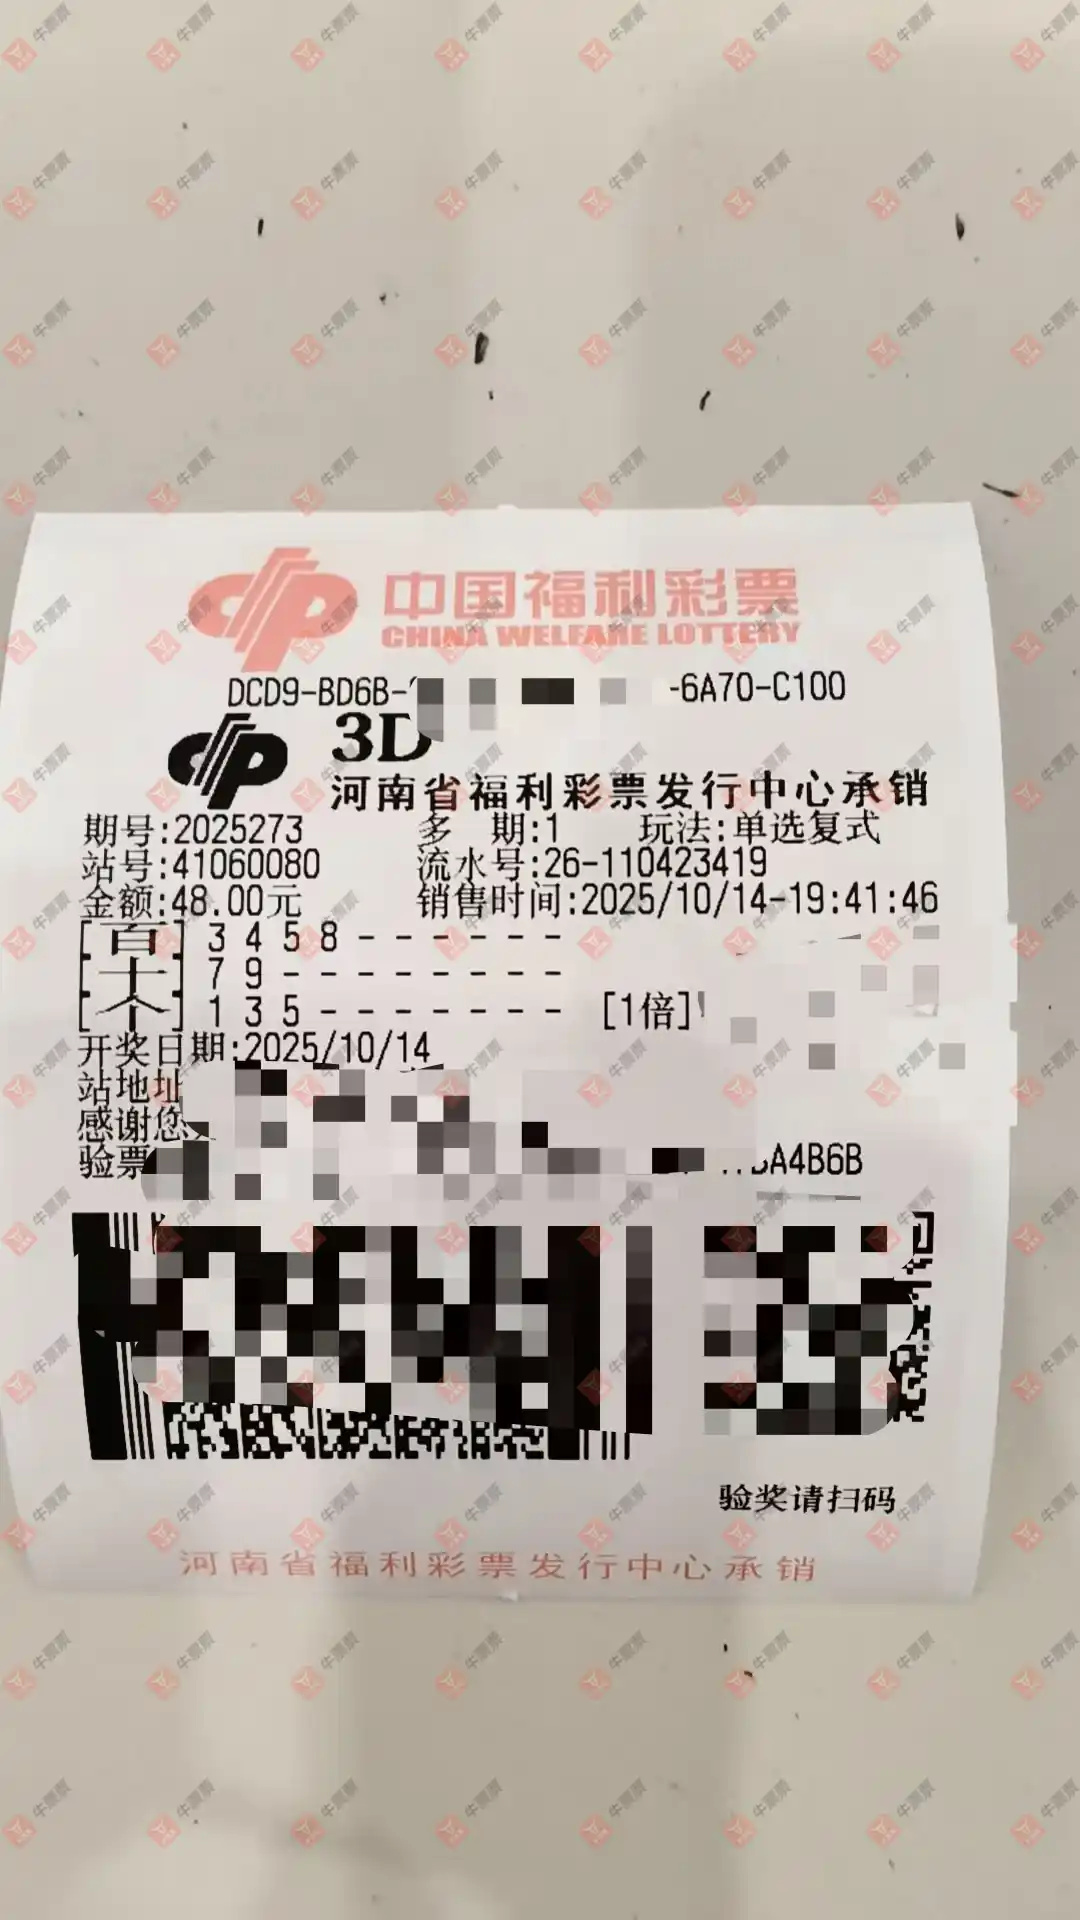 中国福利彩票
CHINA WELFARE LOTTERY
DCD9-BD6B- -6A70-C100
3D
河南省福利彩票发行中心承销
期号:2025273 多 期:1 玩法:单选复式
站号:41060080 流水号:26-110423419
金额:48.00元 销售时间:2025/10/14-19:41:46
[百] 3 4 5 8 - - - - - -
[十] 7 9 - - - - - - - -
[个] 1 3 5 - - - - - - - [1倍]
开奖日期:2025/10/14
站地址
感谢您
验票 A4B6B
验奖请扫码
河南省福利彩票发行中心承销
牛票票